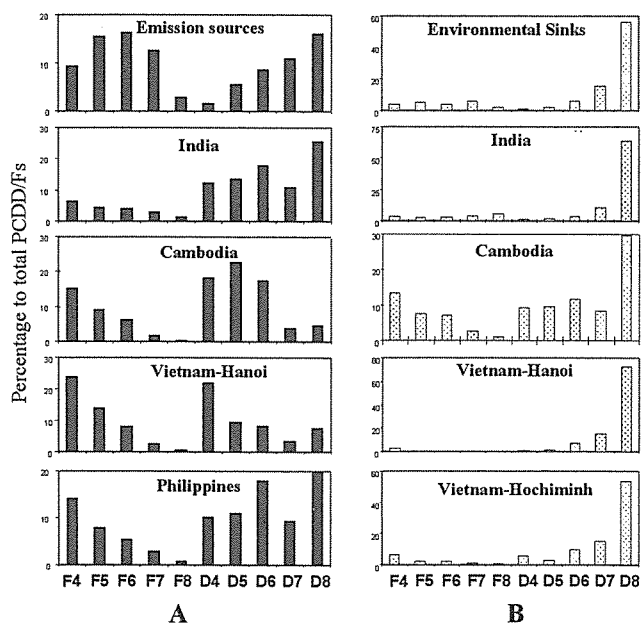 Percentage to total PCDD/Fs
Emission sources
20
10
0
India
30
20
10
0
Cambodia
30
20
10
0
Vietnam-Hanoi
30
20
10
0
Philippines
20
10
0
F4 F5 F6 F7 F8 D4 D5 D6 D7 D8
A
Environmental Sinks
60
40
20
0
India
75
50
25
0
Cambodia
30
20
10
0
Vietnam-Hanoi
80
60
40
20
0
Vietnam-Hochiminh
60
40
20
0
F4 F5 F6 F7 F8 D4 D5 D6 D7 D8
B